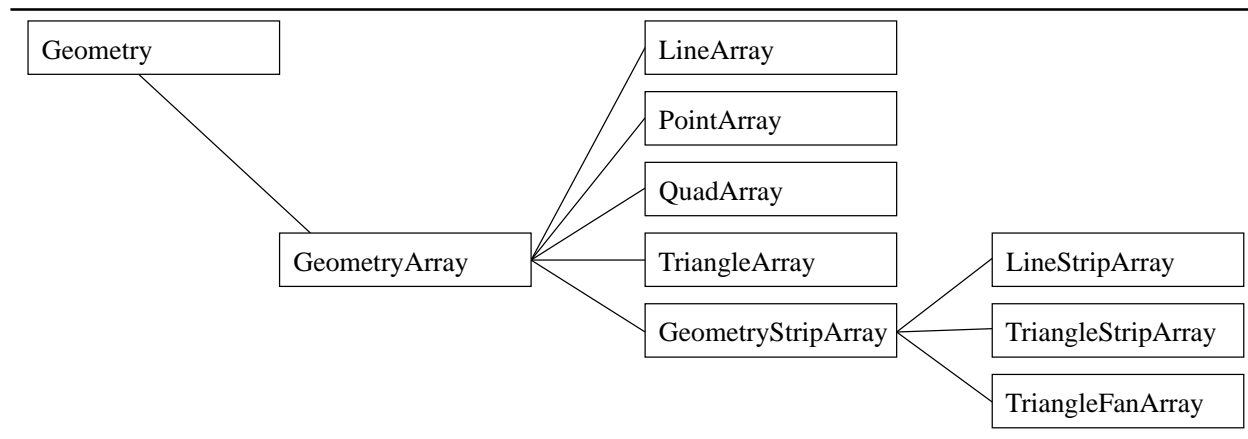 Geometry
GeometryArray
LineArray
PointArray
QuadArray
TriangleArray
GeometryStripArray
LineStripArray
TriangleStripArray
TriangleFanArray